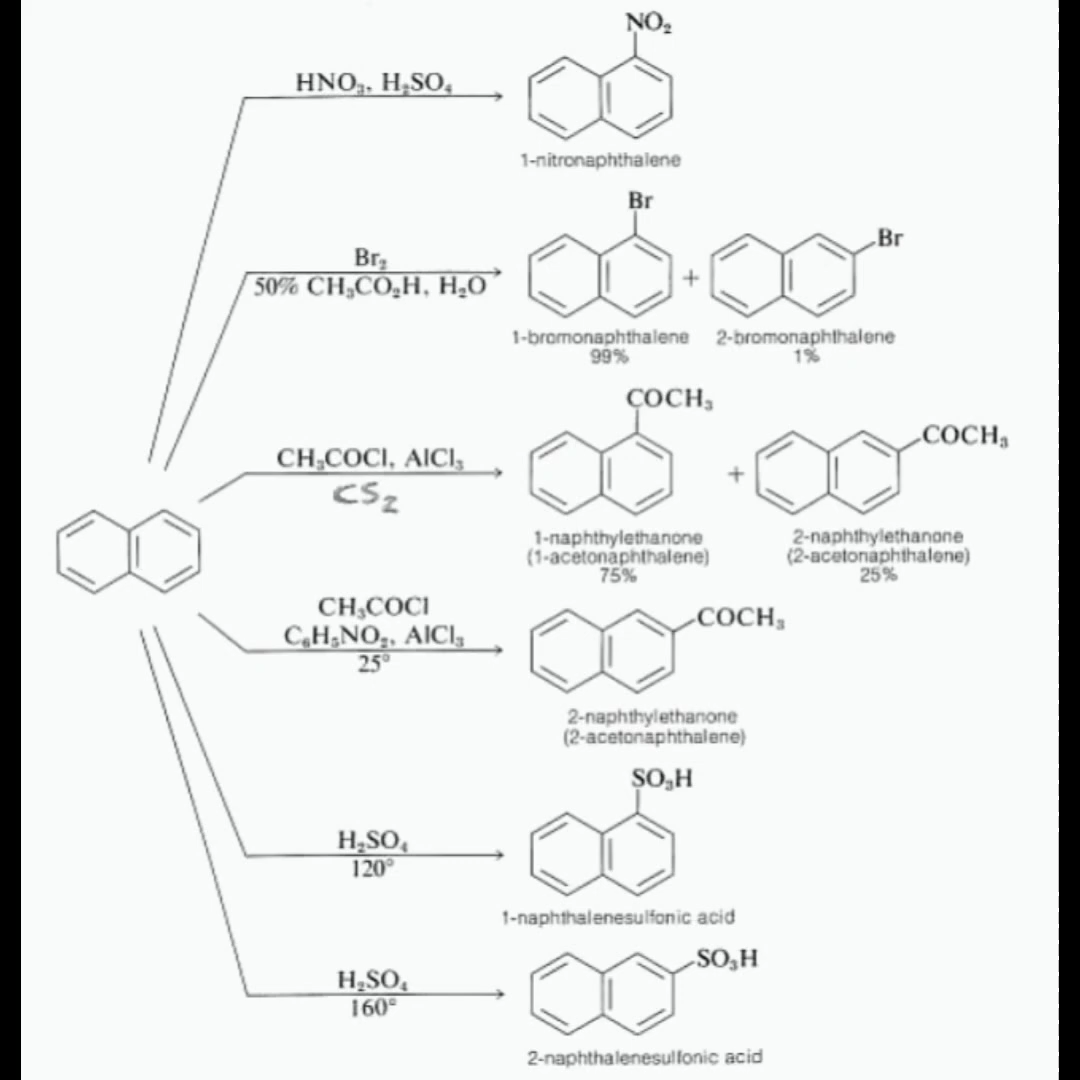 NO₂
HNO₃, H₂SO₄
1-nitronaphthalene
Br
Br
Br₂
50% CH₃CO₂H, H₂O
+
1-bromonaphthalene 2-bromonaphthalene
99% 1%
COCH₃
COCH₃
CH₃COCl, AlCl₃
+
CS₂
1-naphthylethanone 2-naphthylethanone
(1-acetonaphthalene) (2-acetonaphthalene)
75% 25%
CH₃COCl
COCH₃
C₆H₅NO₂, AlCl₃
25°
2-naphthylethanone
(2-acetonaphthalene)
SO₃H
H₂SO₄
120°
1-naphthalenesulfonic acid
SO₃H
H₂SO₄
160°
2-naphthalenesulfonic acid